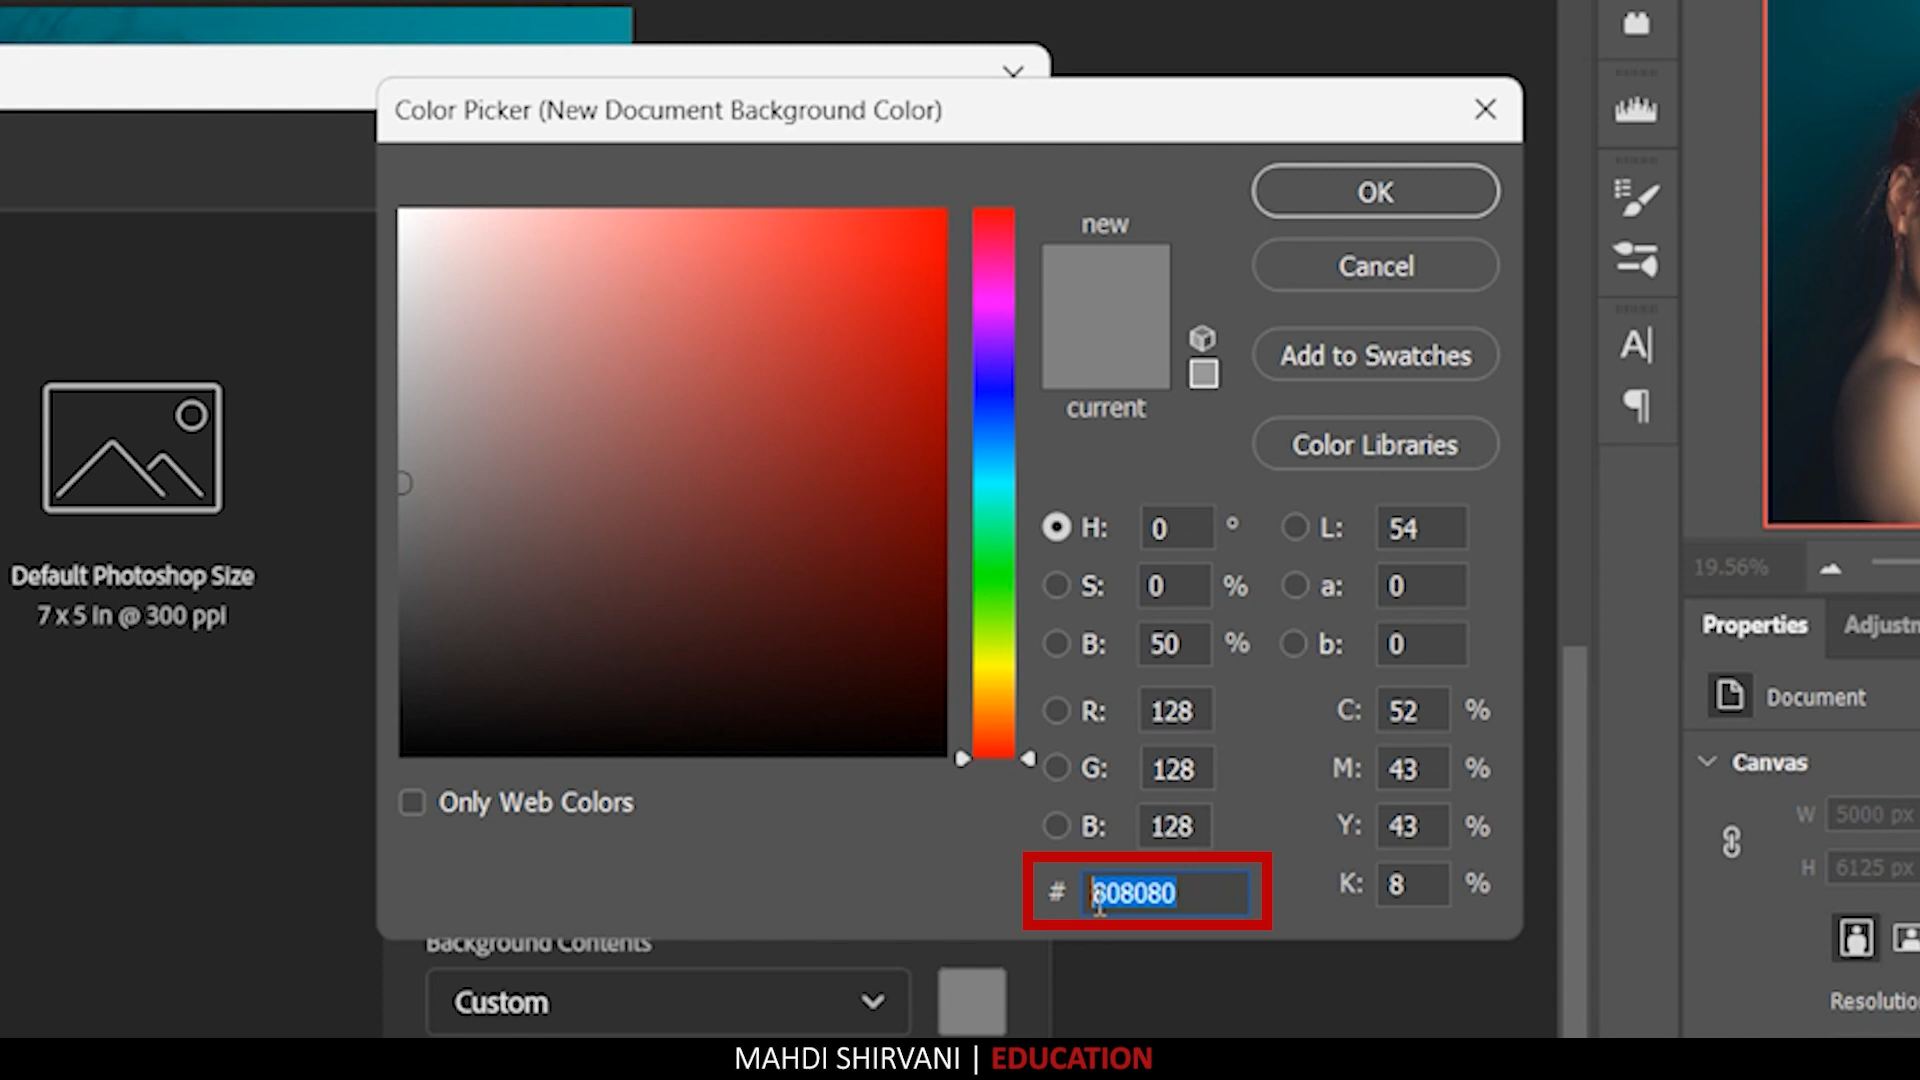 Color Picker (New Document Background Color)
OK
new
Cancel
Add to Swatches
current
Color Libraries
H: 0 °
L: 54
S: 0 %
a: 0
B: 50 %
b: 0
R: 128
C: 52 %
G: 128
M: 43 %
B: 128
Y: 43 %
# 808080
K: 8 %
Only Web Colors
Default Photoshop Size
7 x 5 in @ 300 ppi
Background Contents
Custom
A
¶
19.56%
Properties
Adjustm
Document
Canvas
W 5000 px
H 6125 px
Resolutio
MAHDI SHIRVANI | EDUCATION